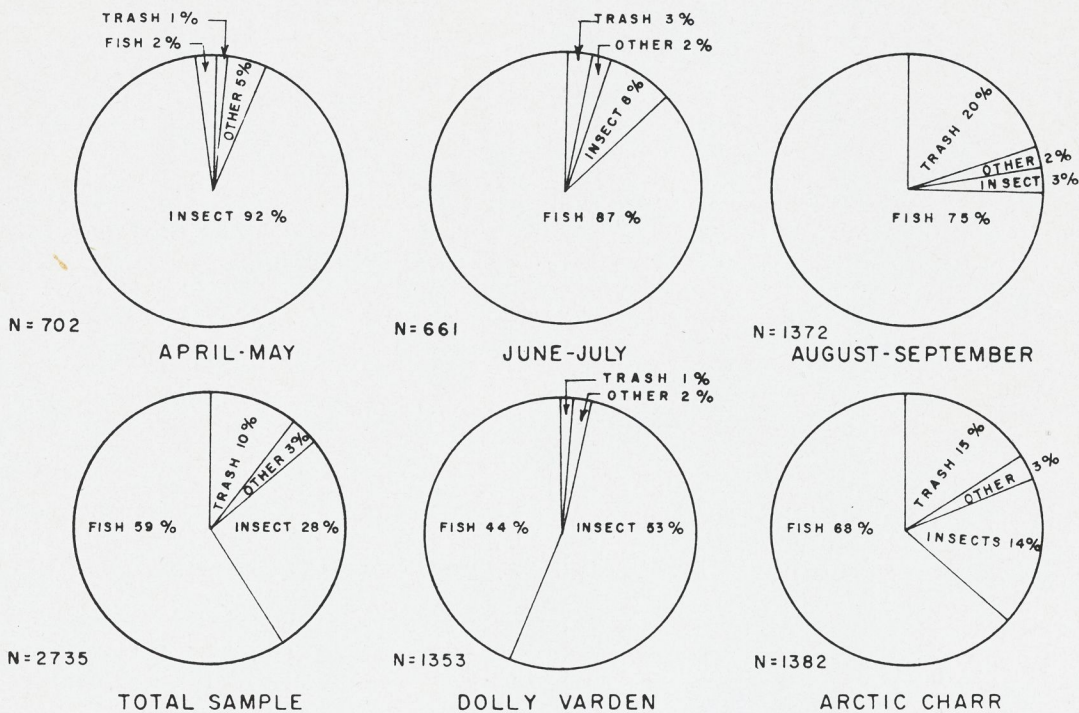 TRASH 1%
FISH 2%
OTHER 5%
INSECT 92 %
N= 702
APRIL-MAY
TRASH 3%
OTHER 2%
INSECT 8%
FISH 87 %
N= 661
JUNE-JULY
TRASH 20%
OTHER 2%
INSECT 3%
FISH 75%
N= 1372
AUGUST-SEPTEMBER
TRASH 10%
OTHER 3%
FISH 59 %
INSECT 28%
N=2735
TOTAL SAMPLE
TRASH 1%
OTHER 2%
FISH 44 %
INSECT 53%
N=1353
DOLLY VARDEN
TRASH 15%
OTHER 3%
FISH 68%
INSECTS 14%
N=1382
ARCTIC CHARR